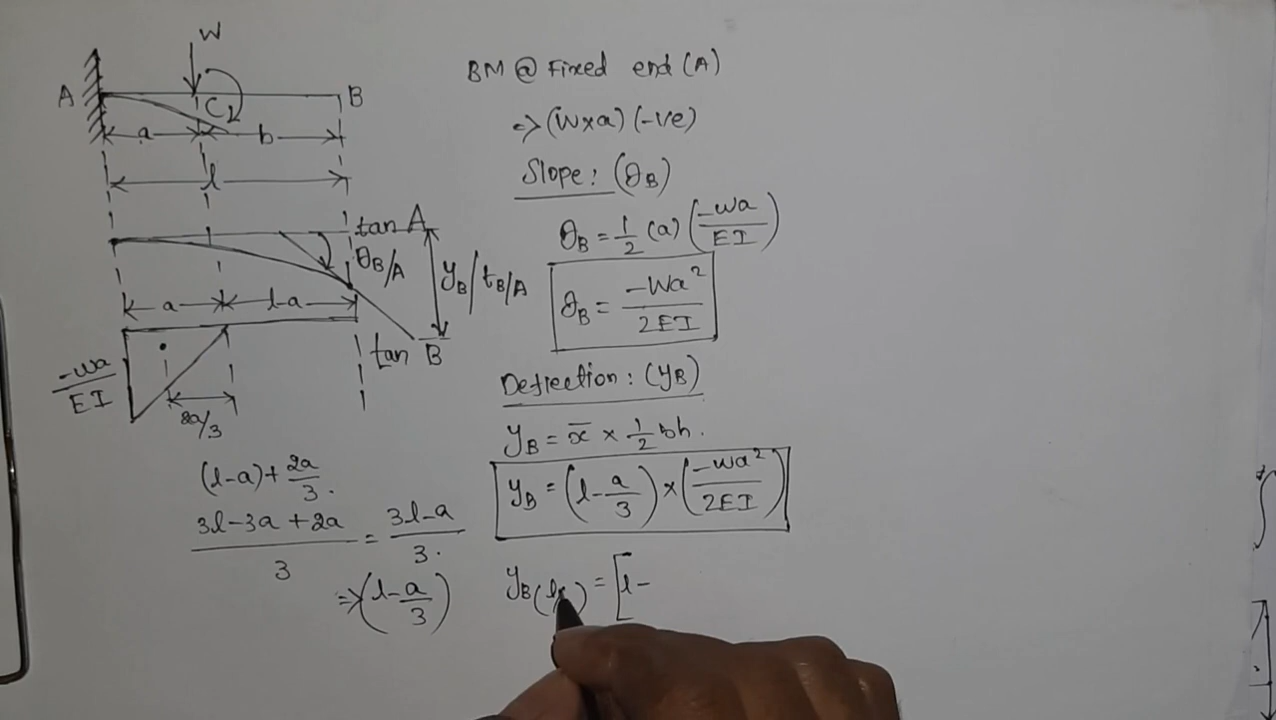 W
A
C
B
a
b
l
tan A
θB/A
yB/tB/A
a
l-a
tan B
-wa/EI
2a/3
(l-a)+2a/3.
(3l-3a+2a)/3 = (3l-a)/3.
=> (l-a/3)
BM @ Fixed end (A)
=> (W×a) (-ve)
Slope: (θB)
θB = 1/2 (a) (-Wa/EI)
θB = -Wa²/2EI
Deflection: (yB)
yB = x̄ × 1/2 bh.
yB = (l-a/3) × (-wa²/2EI)
yB( ) = [l-